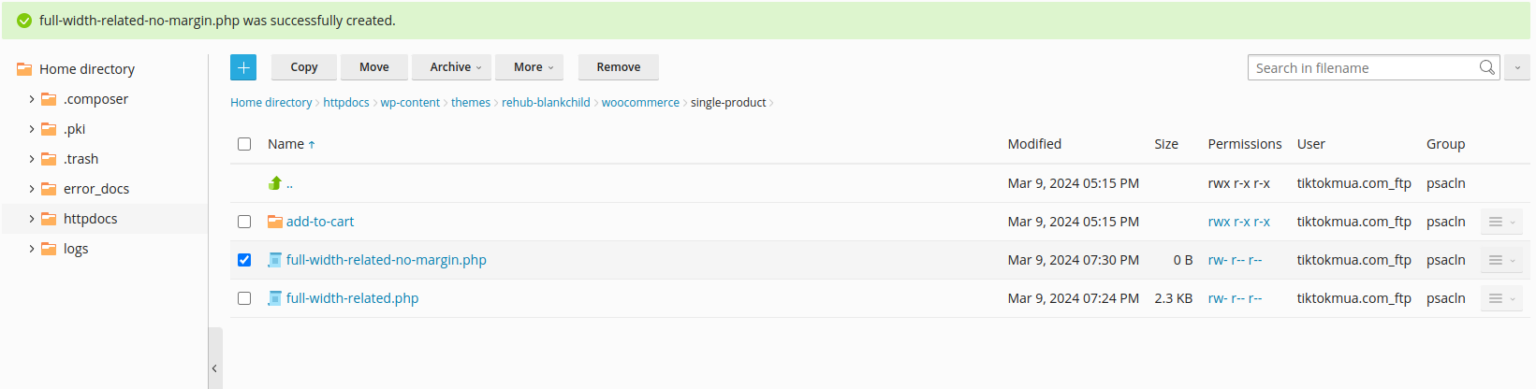 full-width-related-no-margin.php was successfully created.
Home directory
.composer
.pki
.trash
error_docs
httpdocs
logs
+ Copy Move Archive More Remove
Search in filename
Home directory > httpdocs > wp-content > themes > rehub-blankchild > woocommerce > single-product >
Name ↑ Modified Size Permissions User Group
.. Mar 9, 2024 05:15 PM rwx r-x r-x tiktokmua.com_ftp psacln
add-to-cart Mar 9, 2024 05:15 PM rwx r-x r-x tiktokmua.com_ftp psacln
full-width-related-no-margin.php Mar 9, 2024 07:30 PM 0 B rw- r-- r-- tiktokmua.com_ftp psacln
full-width-related.php Mar 9, 2024 07:24 PM 2.3 KB rw- r-- r-- tiktokmua.com_ftp psacln